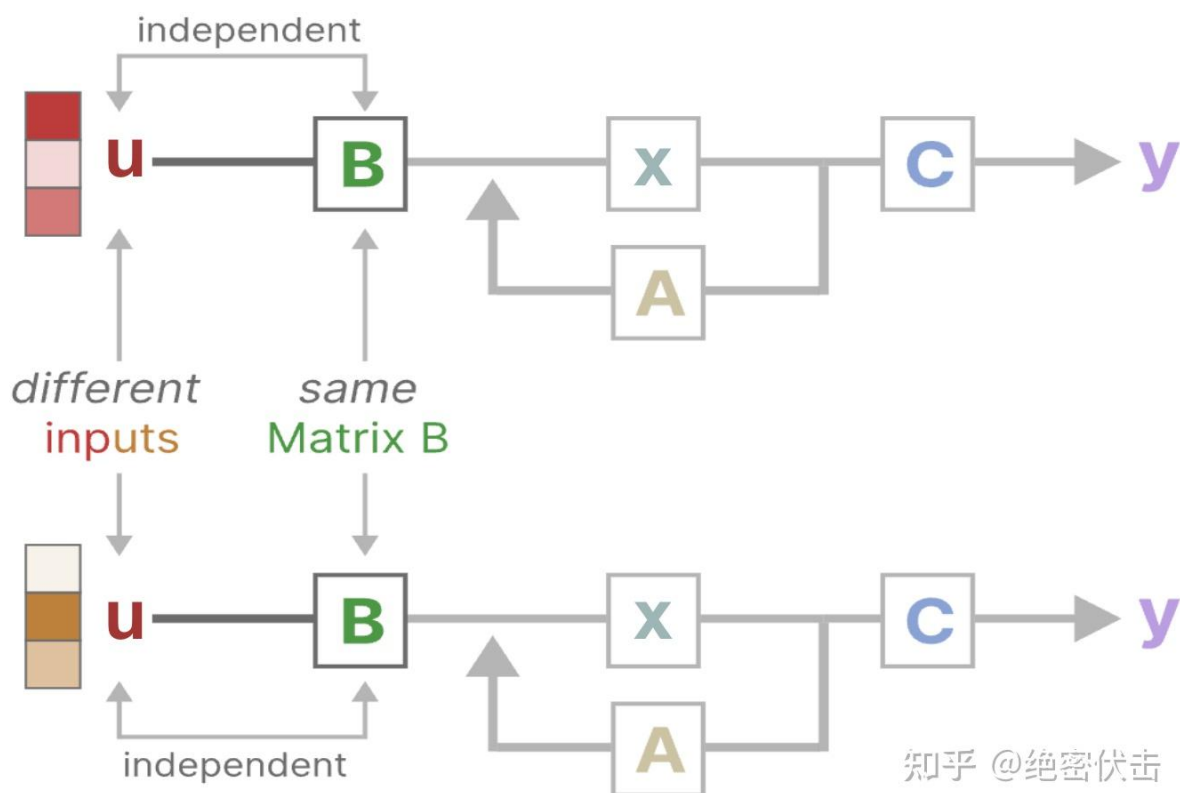 independent
u
B
x
C
y
A
different
same
inputs
Matrix B
u
B
x
C
y
A
independent
知乎 @绝密伏击